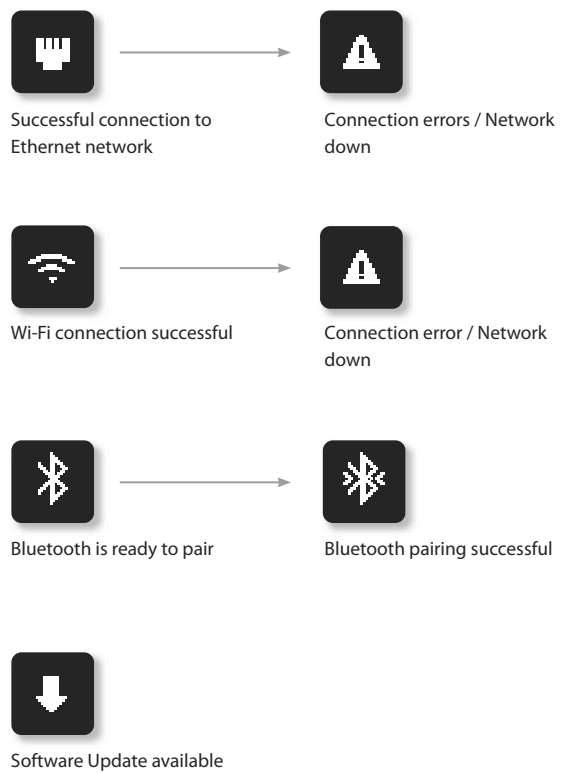 Successful connection to
Ethernet network
Connection errors / Network
down
Wi-Fi connection successful
Connection error / Network
down
Bluetooth is ready to pair
Bluetooth pairing successful
Software Update available